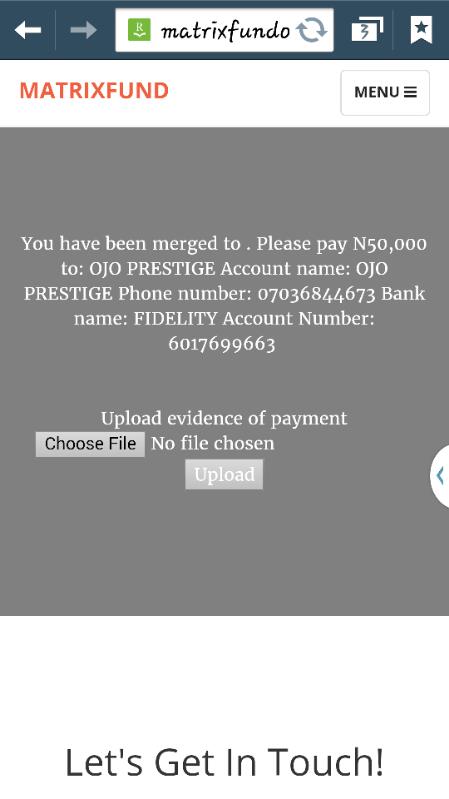 matrixfundo
3
MATRIXFUND
MENU
You have been merged to . Please pay N50,000
to: OJO PRESTIGE Account name: OJO
PRESTIGE Phone number: 07036844673 Bank
name: FIDELITY Account Number:
6017699663
Upload evidence of payment
Choose File No file chosen
Upload
Let's Get In Touch!